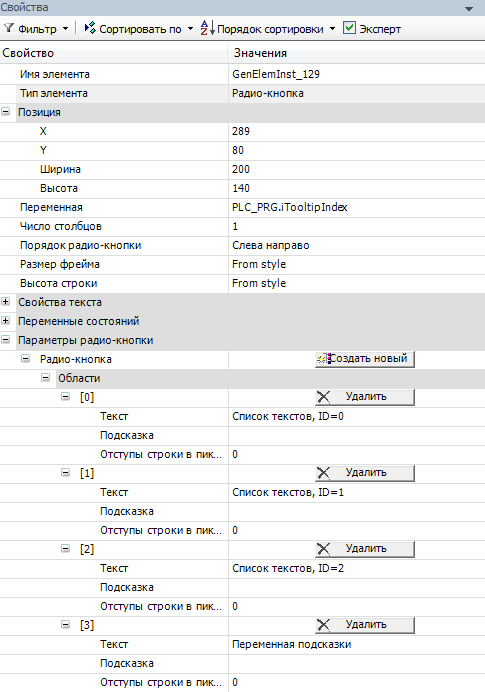 Свойства
Фильтр Сортировать по Порядок сортировки Эксперт
Свойство Значения
Имя элемента GenElemInst_129
Тип элемента Радио-кнопка
Позиция
X 289
Y 80
Ширина 200
Высота 140
Переменная PLC_PRG.iTooltipIndex
Число столбцов 1
Порядок радио-кнопки Слева направо
Размер фрейма From style
Высота строки From style
Свойства текста
Переменные состояний
Параметры радио-кнопки
Радио-кнопка Создать новый
Области
[0] Удалить
Текст Список текстов, ID=0
Подсказка
Отступы строки в пик... 0
[1] Удалить
Текст Список текстов, ID=1
Подсказка
Отступы строки в пик... 0
[2] Удалить
Текст Список текстов, ID=2
Подсказка
Отступы строки в пик... 0
[3] Удалить
Текст Переменная подсказки
Подсказка
Отступы строки в пик... 0